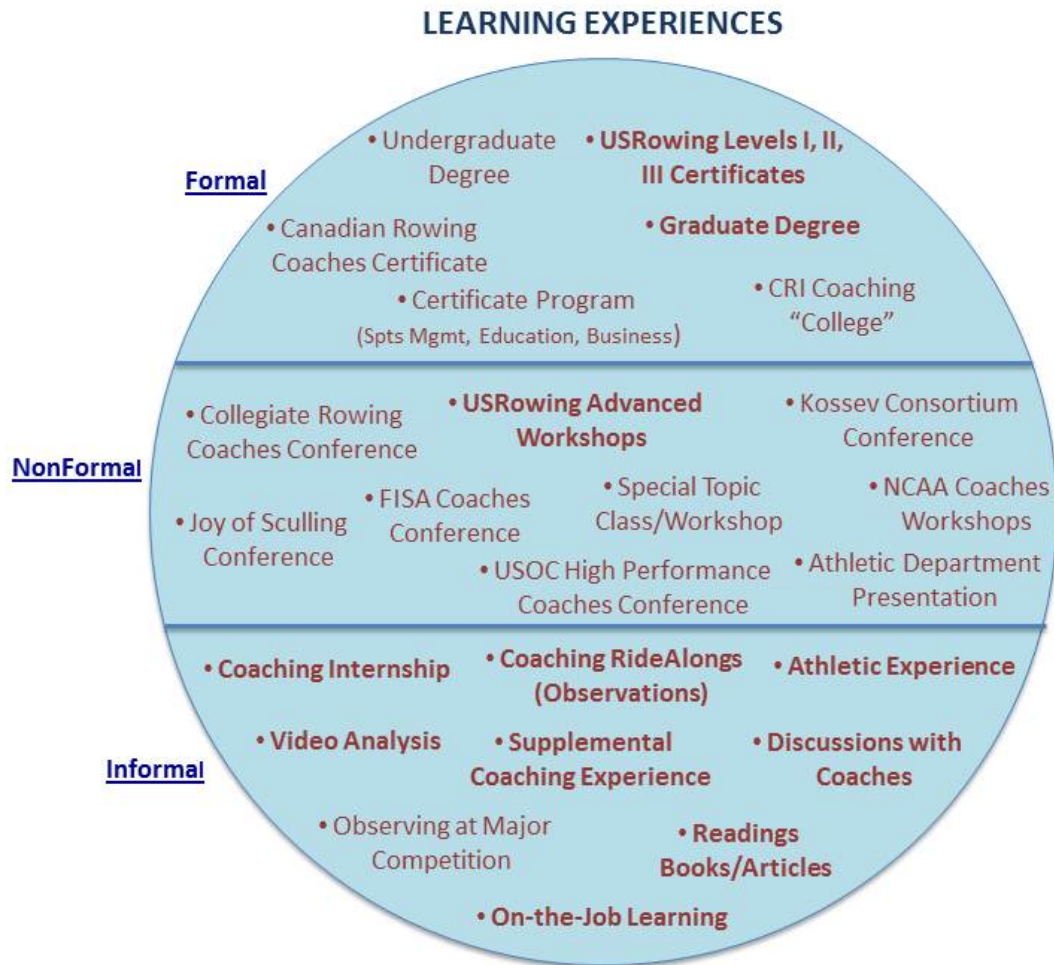 LEARNING EXPERIENCES
Formal
• Undergraduate
Degree
• USRowing Levels I, II,
III Certificates
• Canadian Rowing
Coaches Certificate
• Graduate Degree
• Certificate Program
(Spts Mgmt, Education, Business)
• CRI Coaching
“College”
NonFormal
• Collegiate Rowing
Coaches Conference
• USRowing Advanced
Workshops
• Kossev Consortium
Conference
• Joy of Sculling
Conference
• FISA Coaches
Conference
• Special Topic
Class/Workshop
• NCAA Coaches
Workshops
• USOC High Performance
Coaches Conference
• Athletic Department
Presentation
Informal
• Coaching Internship
• Coaching RideAlongs
(Observations)
• Athletic Experience
• Video Analysis
• Supplemental
Coaching Experience
• Discussions with
Coaches
• Observing at Major
Competition
• Readings
Books/Articles
• On-the-Job Learning